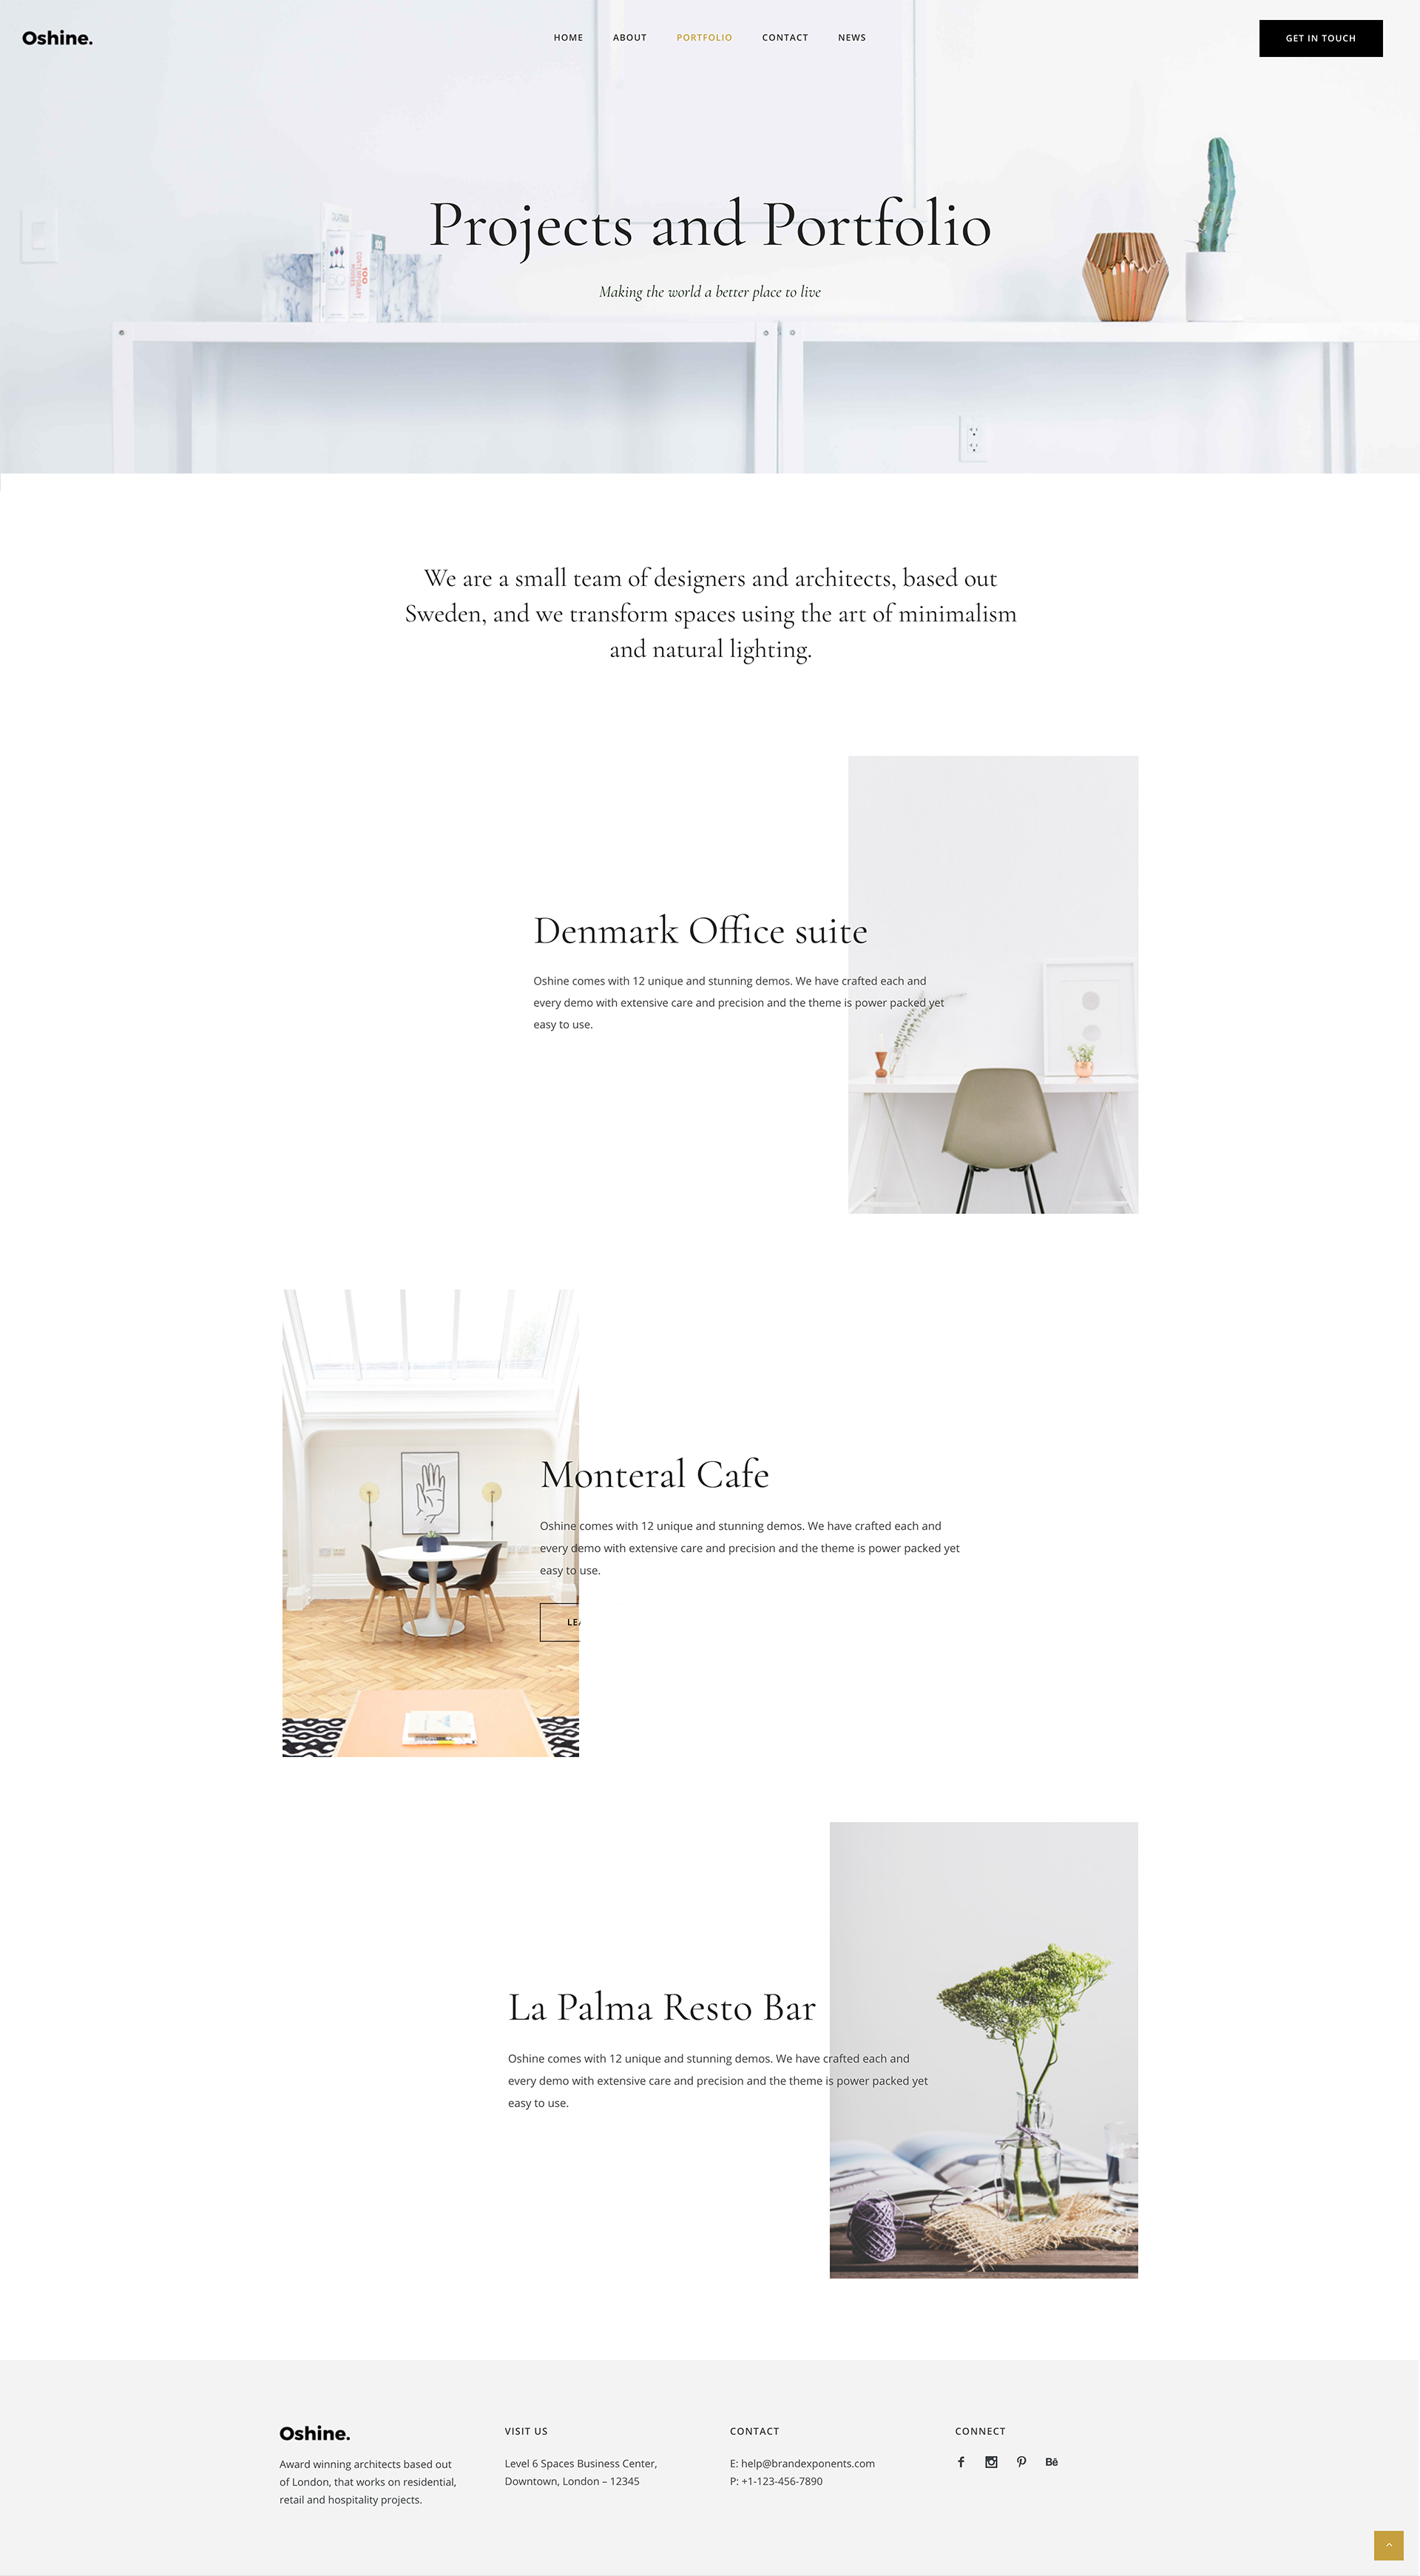 Oshine.
HOME ABOUT PORTFOLIO CONTACT NEWS
GET IN TOUCH
Projects and Portfolio
Making the world a better place to live
We are a small team of designers and architects, based out
Sweden, and we transform spaces using the art of minimalism
and natural lighting.
Denmark Office suite
Oshine comes with 12 unique and stunning demos. We have crafted each and
every demo with extensive care and precision and the theme is power packed yet
easy to use.
Monteral Cafe
Oshine comes with 12 unique and stunning demos. We have crafted each and
every demo with extensive care and precision and the theme is power packed yet
easy to use.
La Palma Resto Bar
Oshine comes with 12 unique and stunning demos. We have crafted each and
every demo with extensive care and precision and the theme is power packed yet
easy to use.
Oshine.
Award winning architects based out
of London, that works on residential,
retail and hospitality projects.
VISIT US
Level 6 Spaces Business Center,
Downtown, London – 12345
CONTACT
E: help@brandexponents.com
P: +1-123-456-7890
CONNECT
Bē